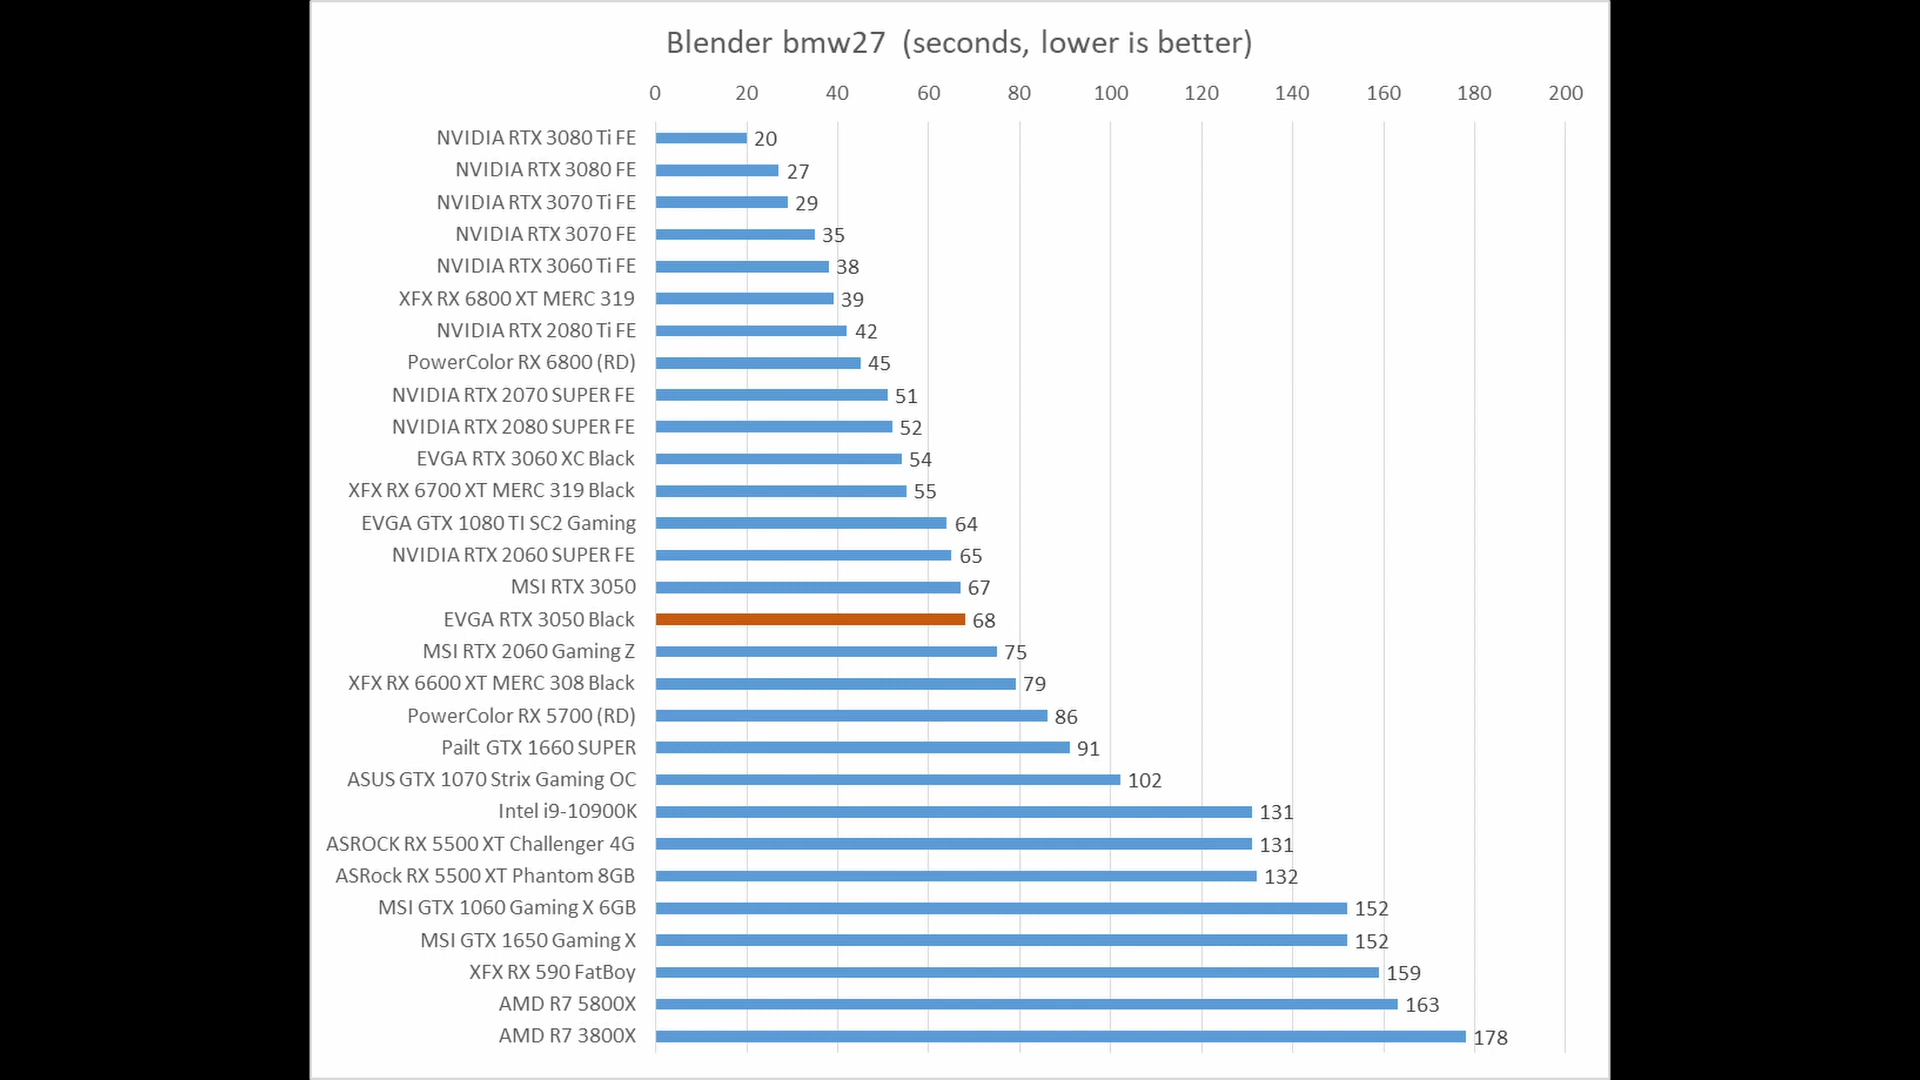 Blender bmw27 (seconds, lower is better)
0 20 40 60 80 100 120 140 160 180 200
NVIDIA RTX 3080 Ti FE 20
NVIDIA RTX 3080 FE 27
NVIDIA RTX 3070 Ti FE 29
NVIDIA RTX 3070 FE 35
NVIDIA RTX 3060 Ti FE 38
XFX RX 6800 XT MERC 319 39
NVIDIA RTX 2080 Ti FE 42
PowerColor RX 6800 (RD) 45
NVIDIA RTX 2070 SUPER FE 51
NVIDIA RTX 2080 SUPER FE 52
EVGA RTX 3060 XC Black 54
XFX RX 6700 XT MERC 319 Black 55
EVGA GTX 1080 TI SC2 Gaming 64
NVIDIA RTX 2060 SUPER FE 65
MSI RTX 3050 67
EVGA RTX 3050 Black 68
MSI RTX 2060 Gaming Z 75
XFX RX 6600 XT MERC 308 Black 79
PowerColor RX 5700 (RD) 86
Pailt GTX 1660 SUPER 91
ASUS GTX 1070 Strix Gaming OC 102
Intel i9-10900K 131
ASROCK RX 5500 XT Challenger 4G 131
ASRock RX 5500 XT Phantom 8GB 132
MSI GTX 1060 Gaming X 6GB 152
MSI GTX 1650 Gaming X 152
XFX RX 590 FatBoy 159
AMD R7 5800X 163
AMD R7 3800X 178